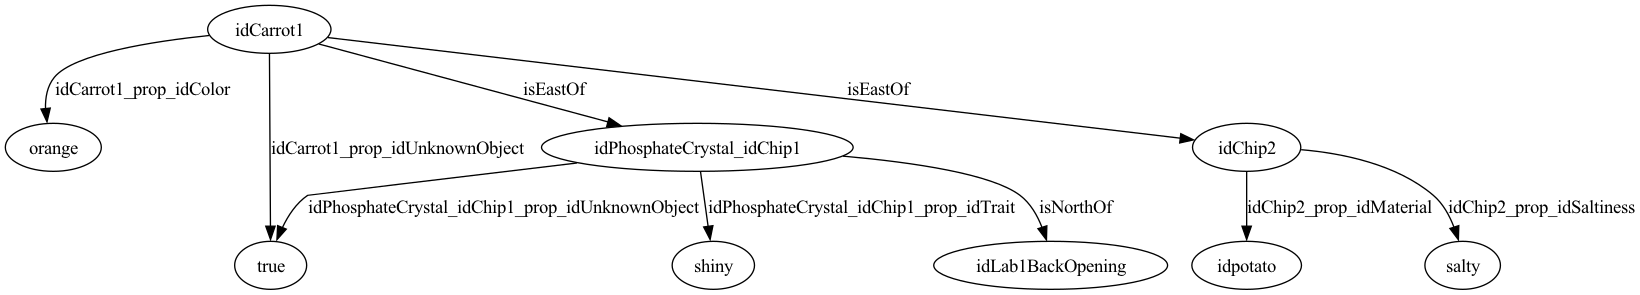 idCarrot1
idCarrot1_prop_idColor
isEastOf
isEastOf
orange
idCarrot1_prop_idUnknownObject
idPhosphateCrystal_idChip1
idChip2
idPhosphateCrystal_idChip1_prop_idUnknownObject
idPhosphateCrystal_idChip1_prop_idTrait
isNorthOf
idChip2_prop_idMaterial
idChip2_prop_idSaltiness
true
shiny
idLab1BackOpening
idpotato
salty